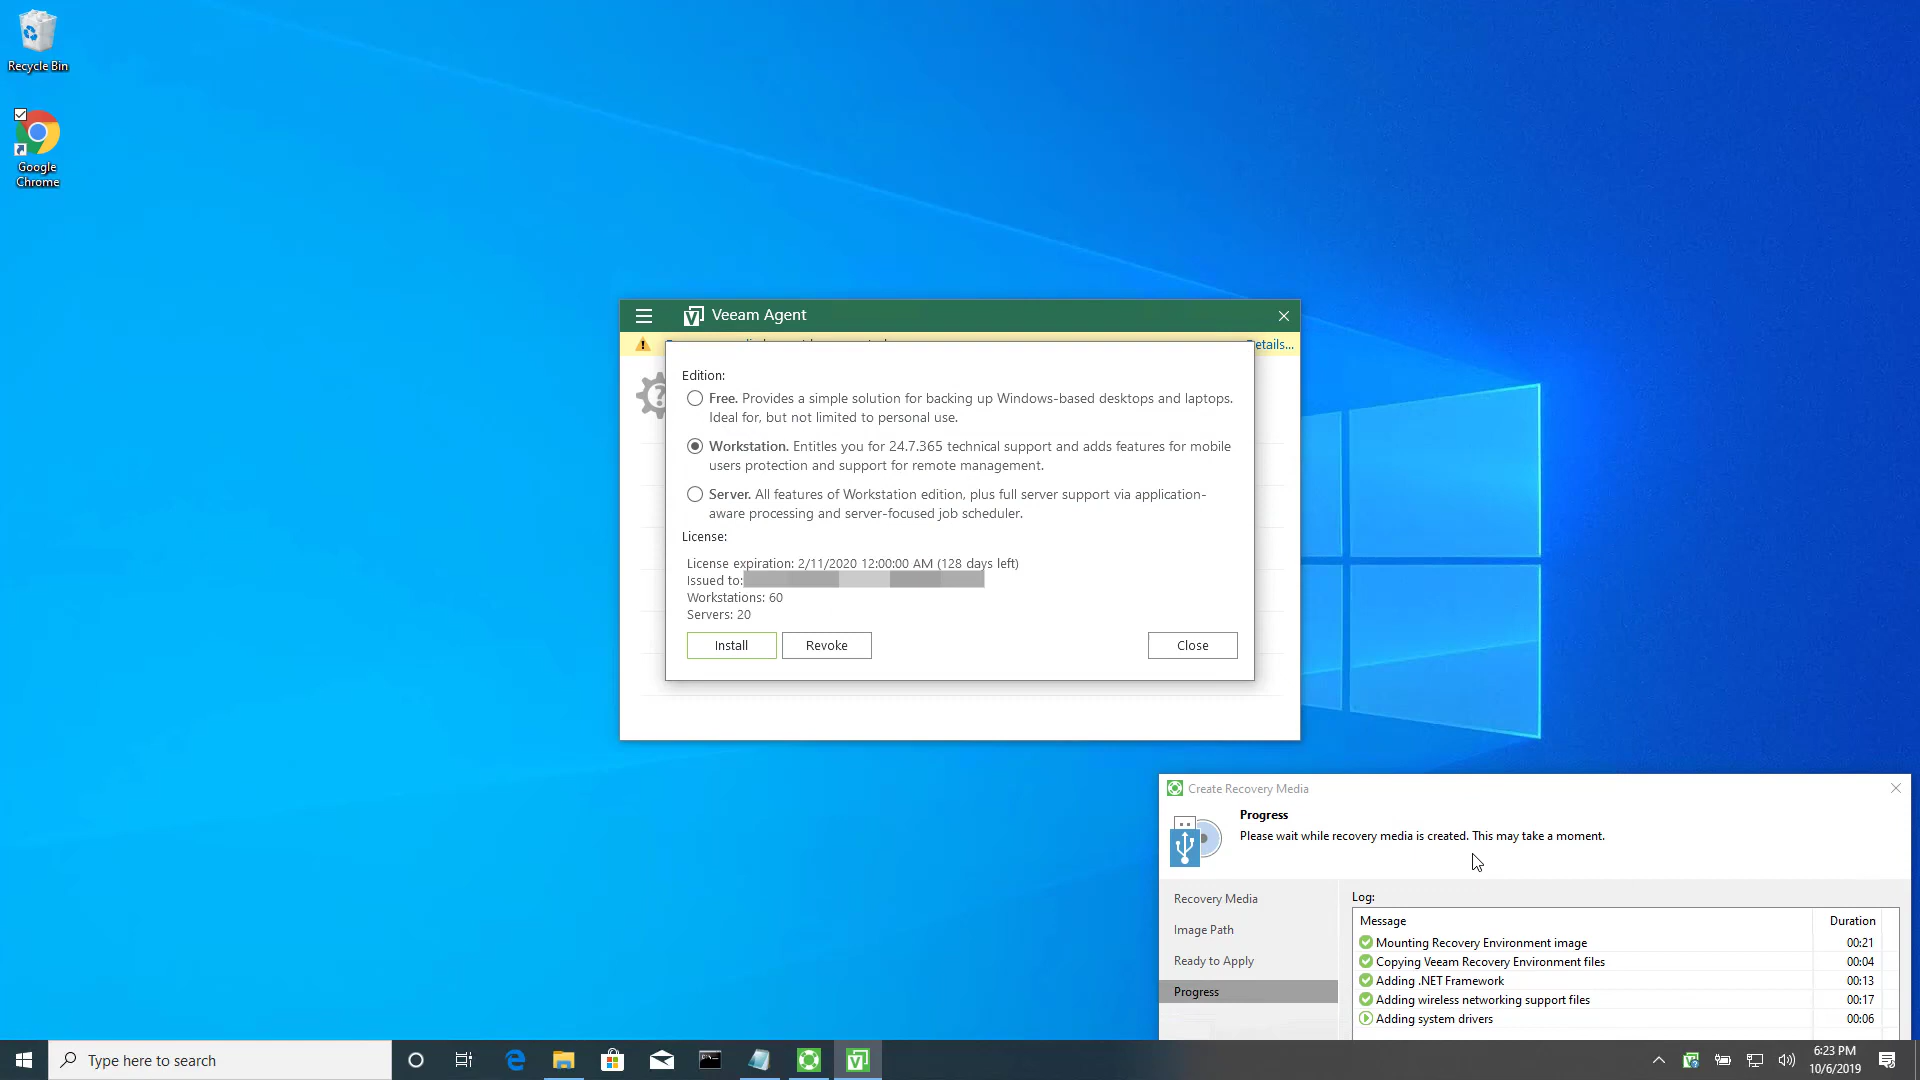 Recycle Bin
Google
Chrome
Veeam Agent
etails...
Edition:
Free. Provides a simple solution for backing up Windows-based desktops and laptops.
Ideal for, but not limited to personal use.
Workstation. Entitles you for 24.7.365 technical support and adds features for mobile
users protection and support for remote management.
Server. All features of Workstation edition, plus full server support via application-
aware processing and server-focused job scheduler.
License:
License expiration: 2/11/2020 12:00:00 AM (128 days left)
Issued to:
Workstations: 60
Servers: 20
Install
Revoke
Close
Create Recovery Media
Progress
Please wait while recovery media is created. This may take a moment.
Recovery Media
Image Path
Ready to Apply
Progress
Log:
Message Duration
Mounting Recovery Environment image 00:21
Copying Veeam Recovery Environment files 00:04
Adding .NET Framework 00:13
Adding wireless networking support files 00:17
Adding system drivers 00:06
Type here to search
6:23 PM
10/6/2019